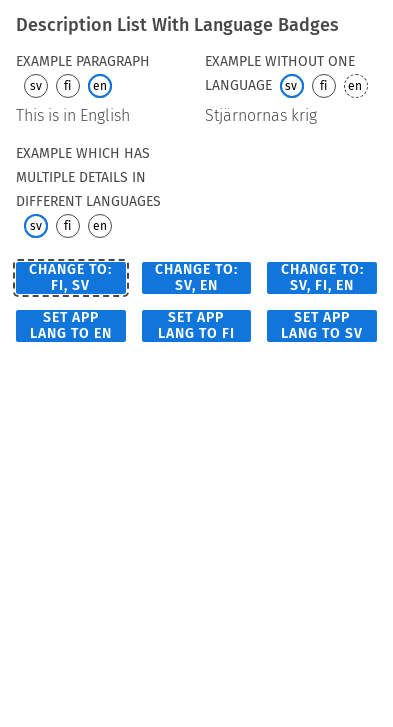 Description List With Language Badges
EXAMPLE PARAGRAPH
sv fi en
This is in English
EXAMPLE WITHOUT ONE
LANGUAGE sv fi en
Stjärnornas krig
EXAMPLE WHICH HAS
MULTIPLE DETAILS IN
DIFFERENT LANGUAGES
sv fi en
CHANGE TO:
FI, SV
CHANGE TO:
SV, EN
CHANGE TO:
SV, FI, EN
SET APP
LANG TO EN
SET APP
LANG TO FI
SET APP
LANG TO SV